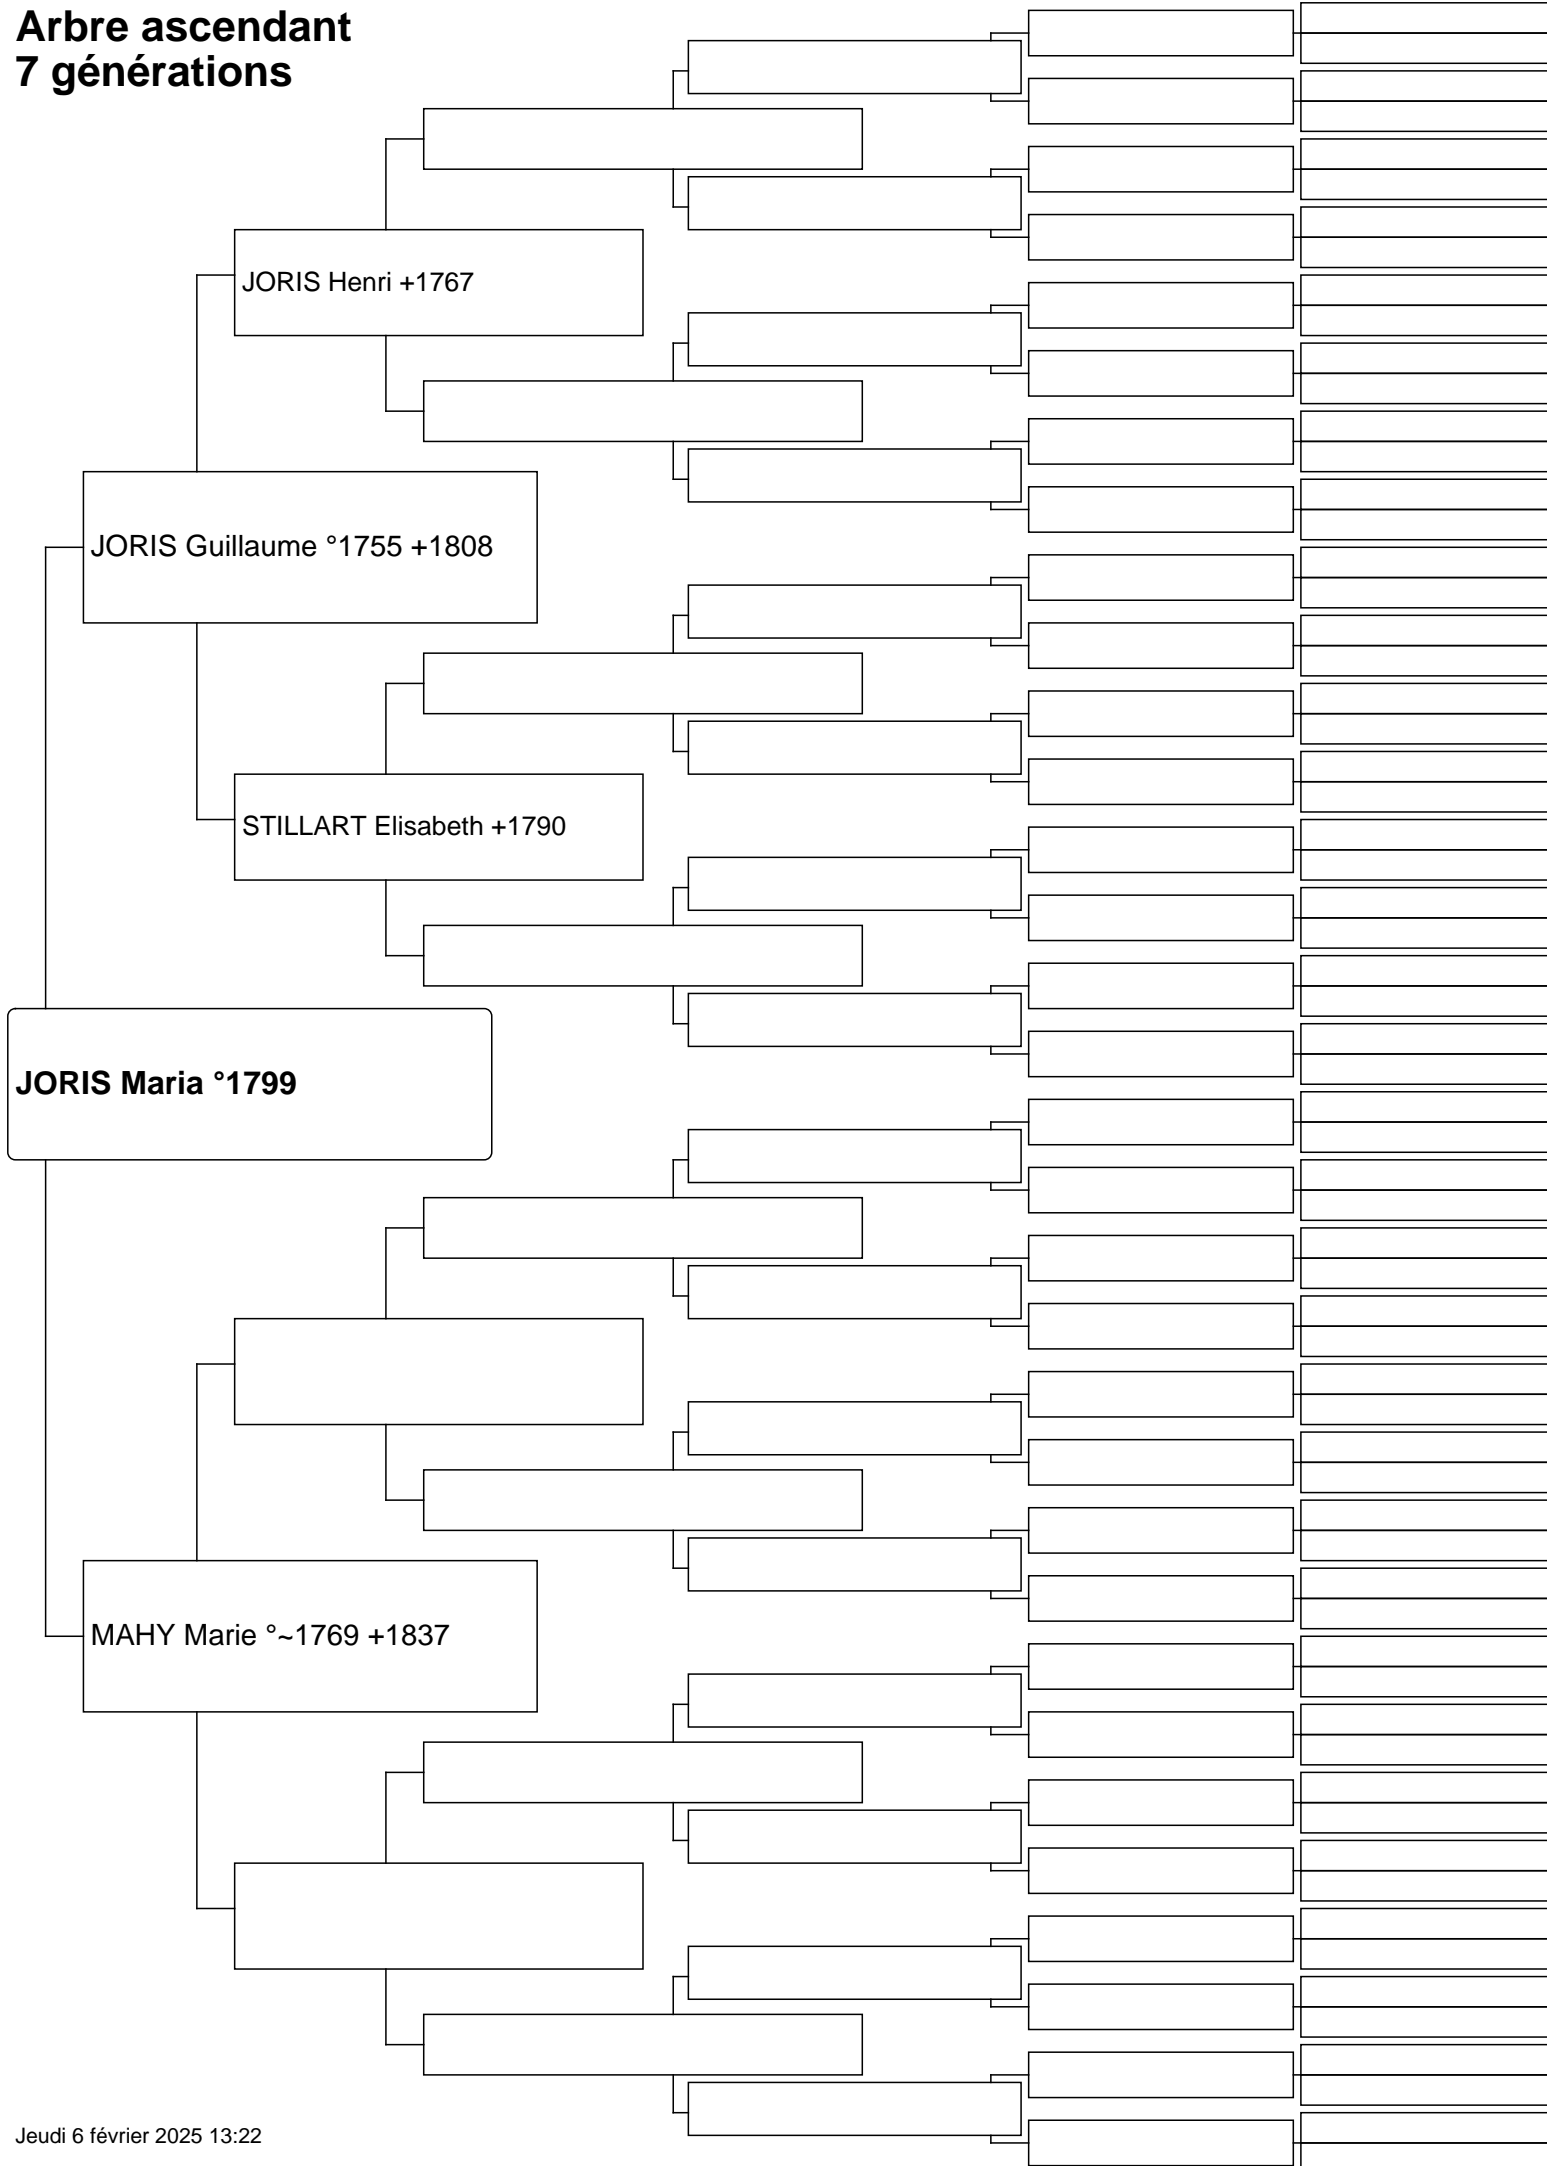 Arbre ascendant
7 générations
JORIS Henri +1767
JORIS Guillaume °1755 +1808
STILLART Elisabeth +1790
JORIS Maria °1799
MAHY Marie °~1769 +1837
Jeudi 6 février 2025 13:22